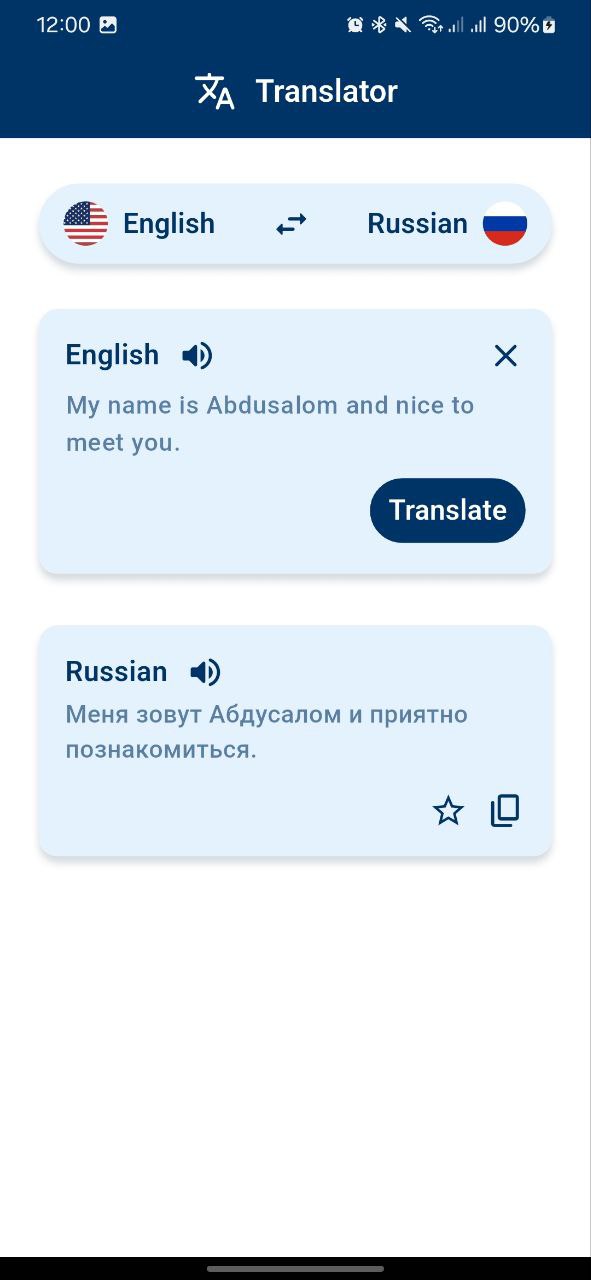 12:00 90%
Translator
English Russian
English
My name is Abdusalom and nice to
meet you.
Translate
Russian
Меня зовут Абдусалом и приятно
познакомиться.